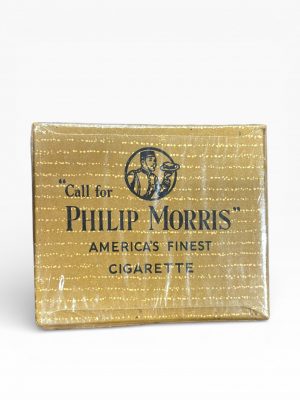 "Call for
PHILIP MORRIS"
AMERICA'S FINEST
CIGARETTE